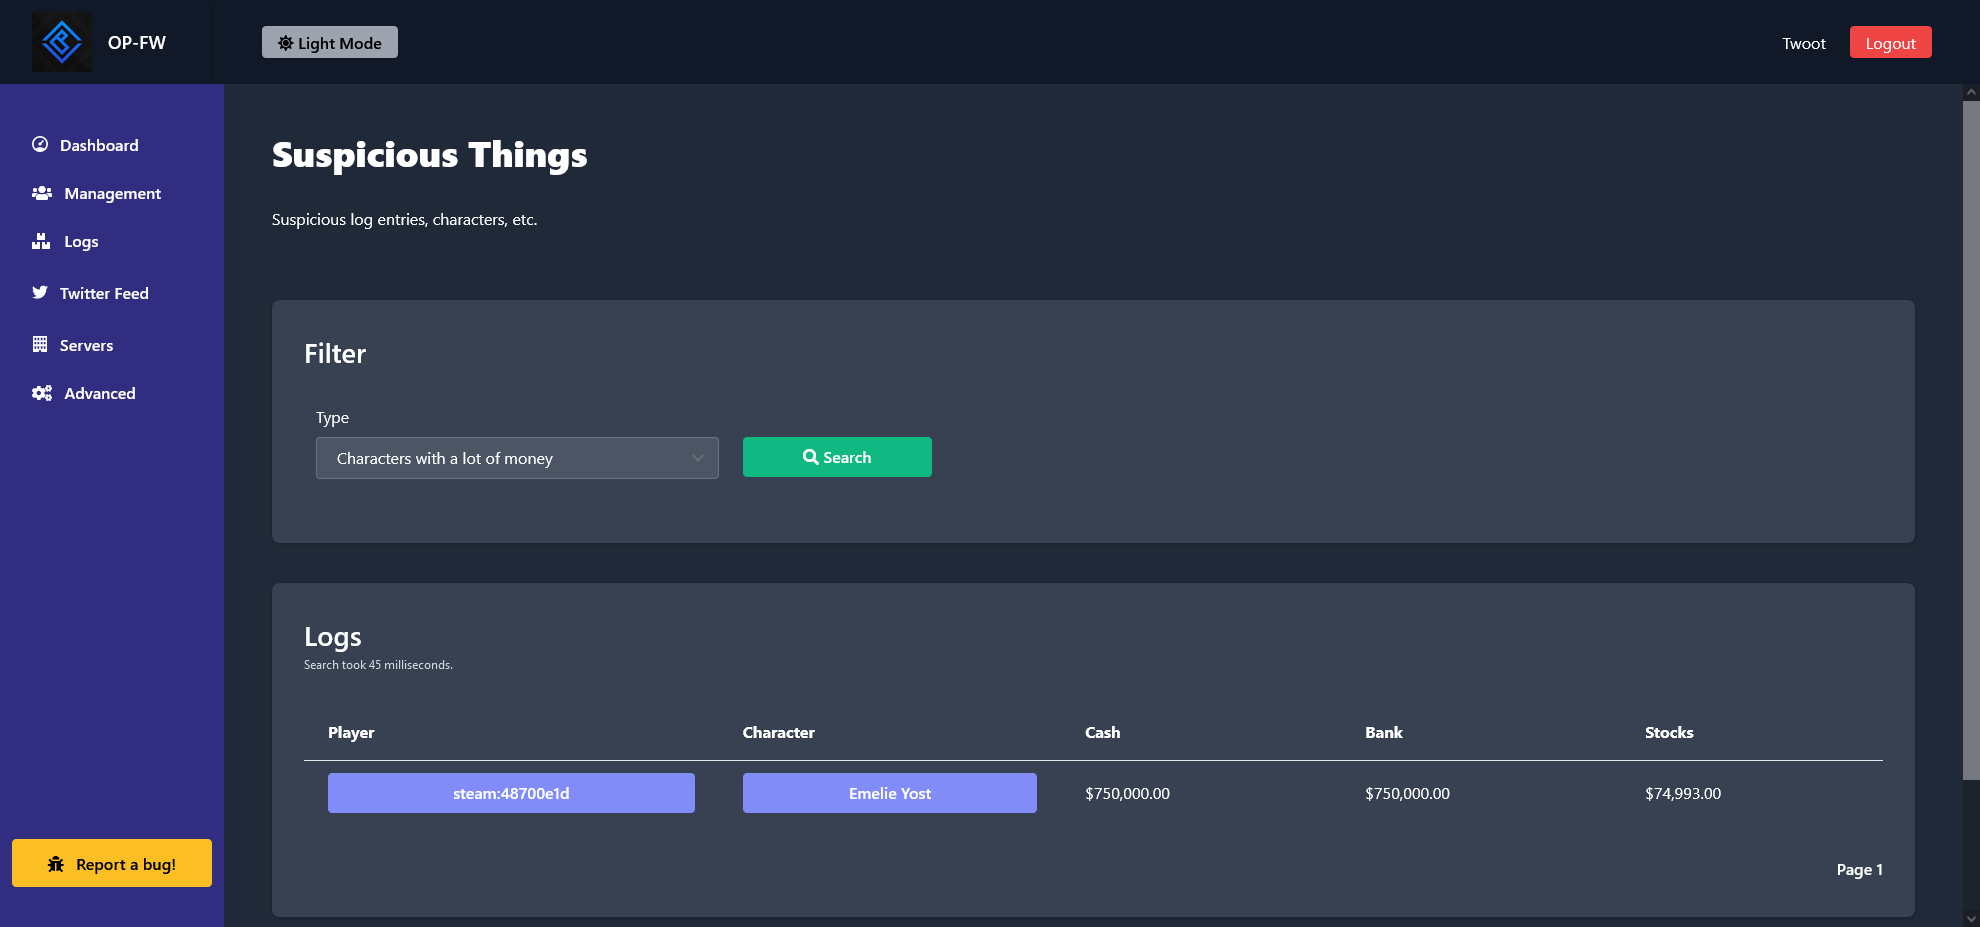 OP-FW
Light Mode
Twoot
Logout
Dashboard
Management
Logs
Twitter Feed
Servers
Advanced
Report a bug!
Suspicious Things
Suspicious log entries, characters, etc.
Filter
Type
Characters with a lot of money
Search
Logs
Search took 45 milliseconds.
Player Character Cash Bank Stocks
steam:48700e1d Emelie Yost $750,000.00 $750,000.00 $74,993.00
Page 1